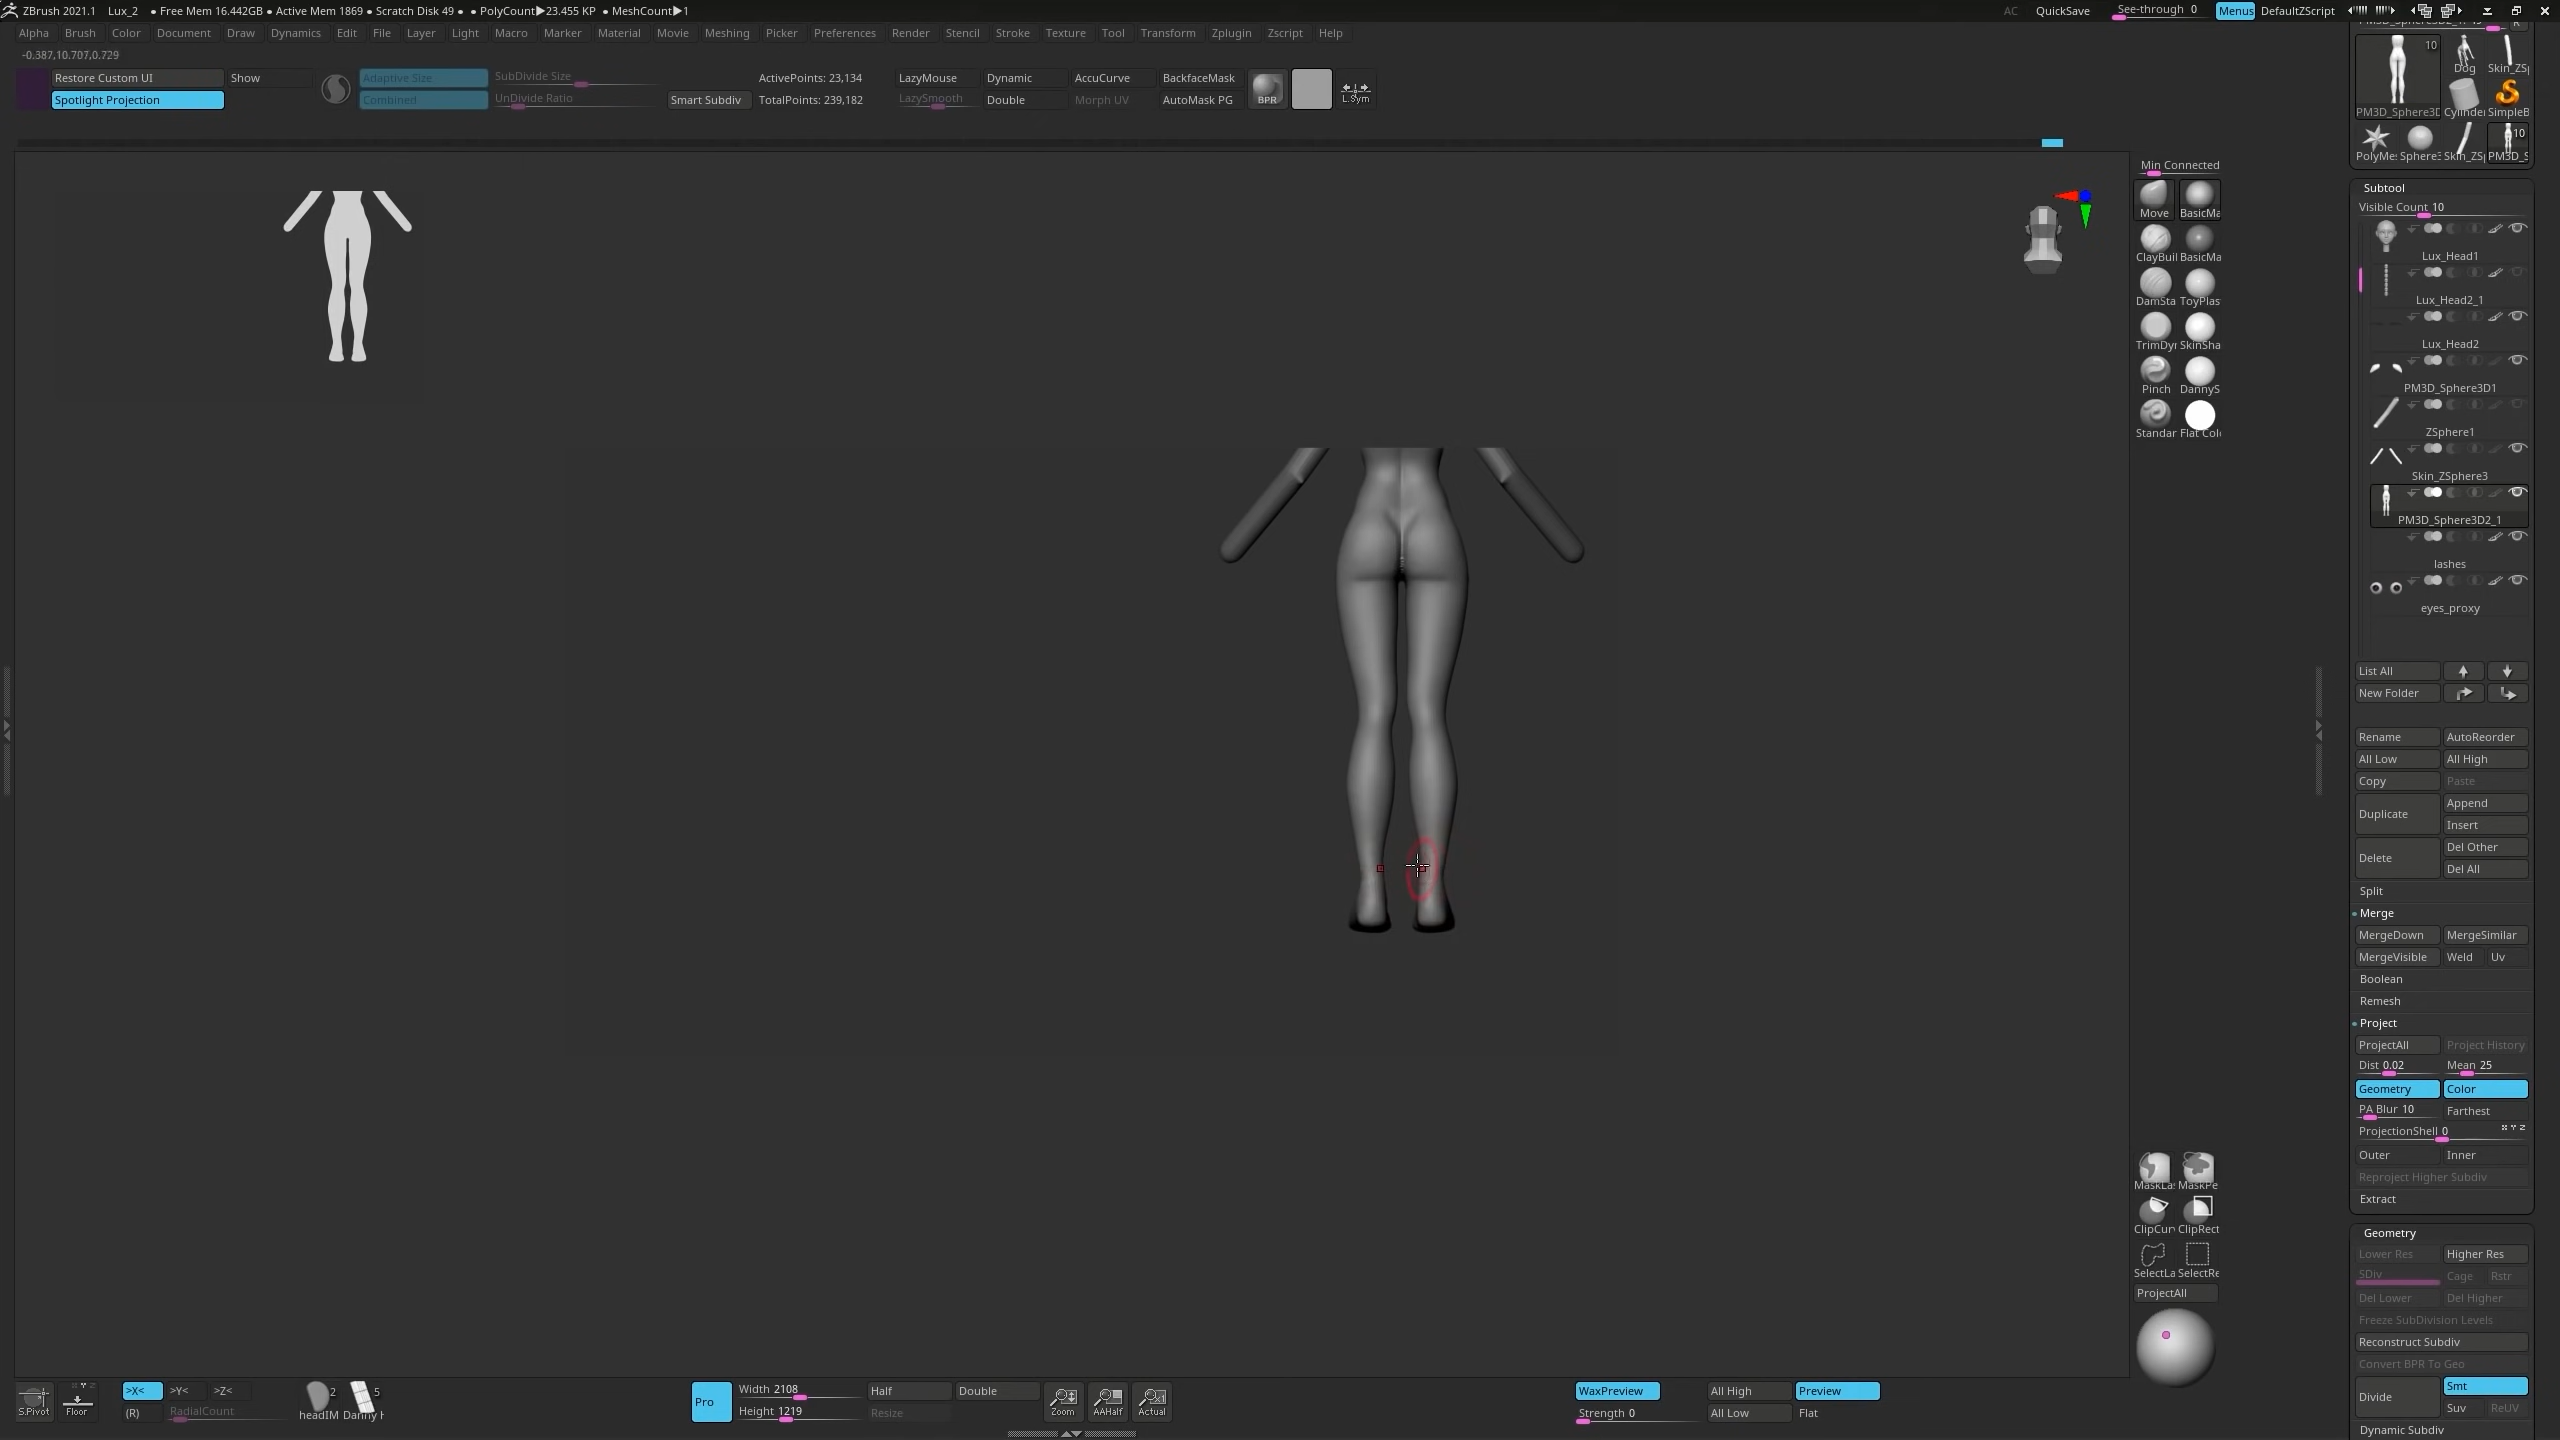 ZBrush 2021.1 Lux_2 • Free Mem 16.442GB • Active Mem 1869 • Scratch Disk 49 • • PolyCount▶23.455 KP • MeshCount▶1 AC QuickSave See-through 0 Menus DefaultZScript
Alpha Brush Color Document Draw Dynamics Edit File Layer Light Macro Marker Material Meshing Movie Picker Preferences Render Stencil Stroke Texture Tool Transform Zplugin Zscript Help
-0.387,10.707,0.729
Restore Custom UI Show Adaptive Size SubDivide Size ActivePoints: 23,134 LazyMouse Dynamic AccuCurve BackfaceMask
Spotlight Projection Combined UnDivide Ratio Smart Subdiv TotalPoints: 239,182 LazySmooth Double Morph UV AutoMask PG BPR L.Sym
10
Dog Skin_ZS
PM3D_Sphere3D Cylinde SimpleB
10
PolyMe Sphere3 Skin_ZS PM3D_S
Min Connected
Move BasicMa
ClayBuil BasicMa
DamSta ToyPlas
TrimDy SkinSha
Pinch DannyS
Standar Flat Colo
Subtool
Visible Count 10
Lux_Head1
Lux_Head2_1
Lux_Head2
PM3D_Sphere3D1
ZSphere1
Skin_ZSphere3
PM3D_Sphere3D2_1
lashes
eyes_proxy
List All
New Folder
Rename AutoReorder
All Low All High
Copy Paste
Duplicate Append
Insert
Delete Del Other
Del All
Split
Merge
MergeDown MergeSimilar
MergeVisible Weld Uv
Boolean
Remesh
Project
ProjectAll Project History
Dist 0.02 Mean 25
Geometry Color
PA Blur 10 Farthest
ProjectionShell 0 X Y Z
Outer Inner
Reproject Higher Subdiv
Extract
MaskLa MaskPe
ClipCur ClipRect
SelectLa SelectRe
ProjectAll
Geometry
Lower Res Higher Res
SDiv Cage Rstr
Del Lower Del Higher
Freeze SubDivision Levels
Reconstruct Subdiv
Convert BPR To Geo
Divide Smt
Suv ReUV
Dynamic Subdiv
S.Pivot Floor >X< >Y< >Z< 2 5
(R) RadialCount headIM Danny H
Pro Width 2108 Half Double
Height 1219 Resize Zoom AAHalf Actual
WaxPreview All High Preview
Strength 0 All Low Flat